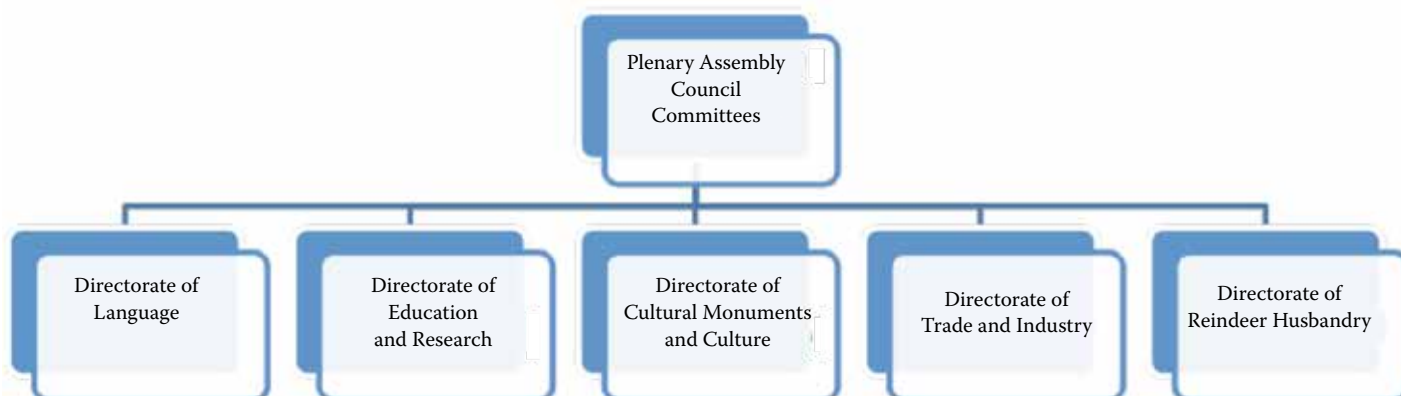 Plenary Assembly
Council
Committees
Directorate of
Language
Directorate of
Education
and Research
Directorate of
Cultural Monuments
and Culture
Directorate of
Trade and Industry
Directorate of
Reindeer Husbandry